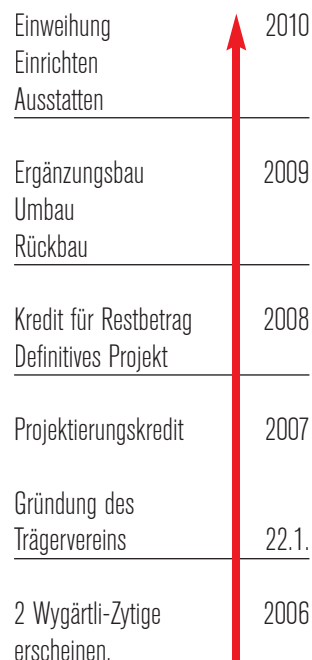 Einweihung 2010
Einrichten
Ausstatten
Ergänzungsbau 2009
Umbau
Rückbau
Kredit für Restbetrag 2008
Definitives Projekt
Projektierungskredit 2007
Gründung des
Trägervereins 22.1.
2 Wygärtli-Zytige 2006
erscheinen.